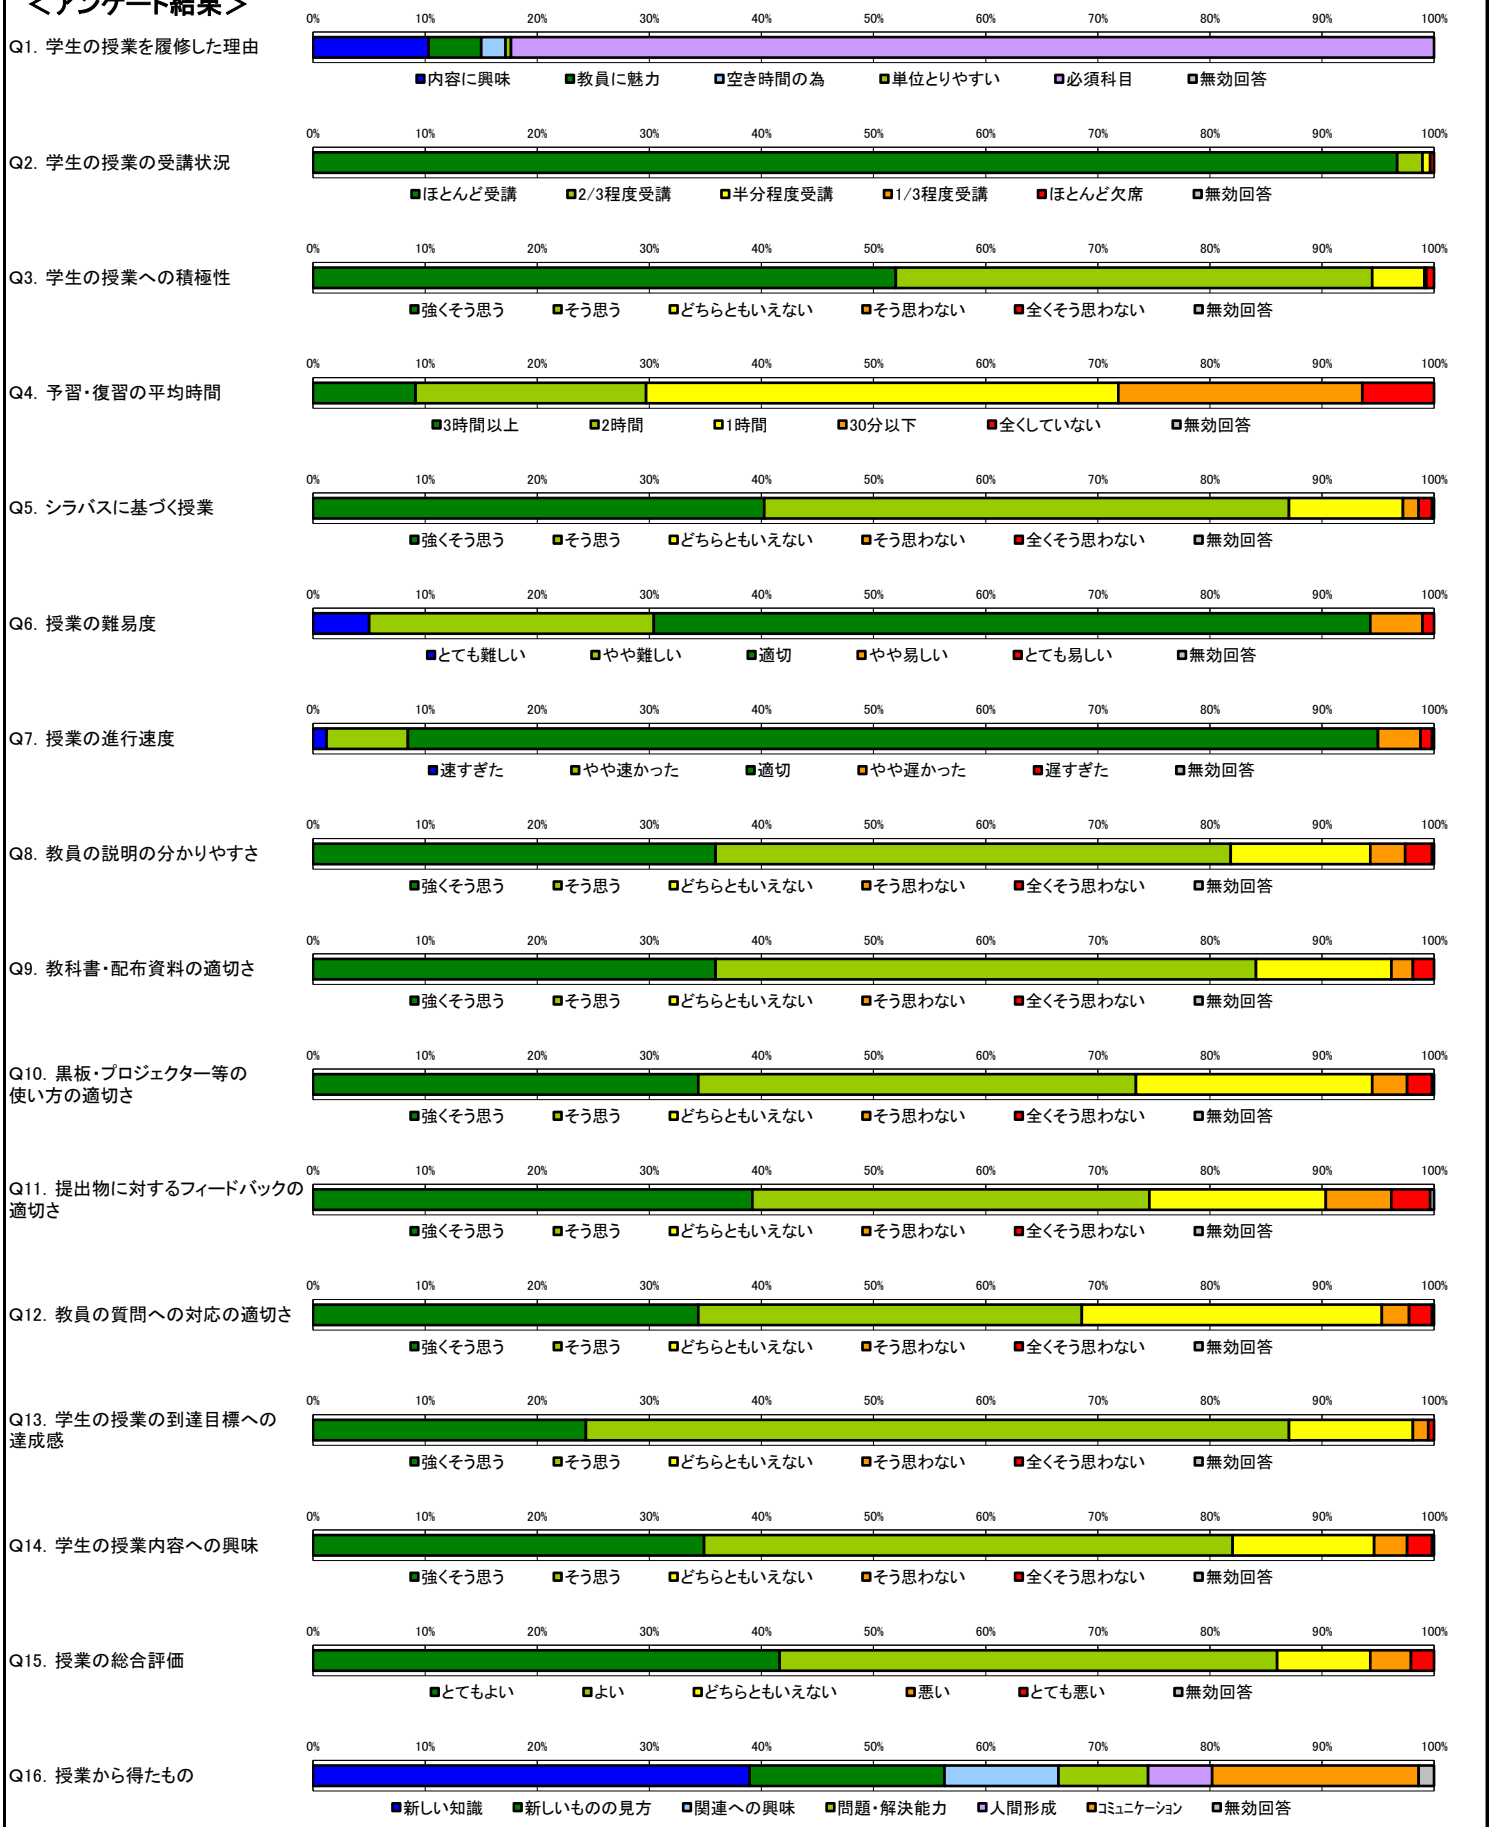 ＜アンケート結果＞
0% 10% 20% 30% 40% 50% 60% 70% 80% 90% 100%
Q1. 学生の授業を履修した理由
内容に興味 教員に魅力 空き時間の為 単位とりやすい 必須科目 無効回答
0% 10% 20% 30% 40% 50% 60% 70% 80% 90% 100%
Q2. 学生の授業の受講状況
ほとんど受講 2/3程度受講 半分程度受講 1/3程度受講 ほとんど欠席 無効回答
0% 10% 20% 30% 40% 50% 60% 70% 80% 90% 100%
Q3. 学生の授業への積極性
強くそう思う そう思う どちらともいえない そう思わない 全くそう思わない 無効回答
0% 10% 20% 30% 40% 50% 60% 70% 80% 90% 100%
Q4. 予習・復習の平均時間
3時間以上 2時間 1時間 30分以下 全くしていない 無効回答
0% 10% 20% 30% 40% 50% 60% 70% 80% 90% 100%
Q5. シラバスに基づく授業
強くそう思う そう思う どちらともいえない そう思わない 全くそう思わない 無効回答
0% 10% 20% 30% 40% 50% 60% 70% 80% 90% 100%
Q6. 授業の難易度
とても難しい やや難しい 適切 やや易しい とても易しい 無効回答
0% 10% 20% 30% 40% 50% 60% 70% 80% 90% 100%
Q7. 授業の進行速度
速すぎた やや速かった 適切 やや遅かった 遅すぎた 無効回答
0% 10% 20% 30% 40% 50% 60% 70% 80% 90% 100%
Q8. 教員の説明の分かりやすさ
強くそう思う そう思う どちらともいえない そう思わない 全くそう思わない 無効回答
0% 10% 20% 30% 40% 50% 60% 70% 80% 90% 100%
Q9. 教科書・配布資料の適切さ
強くそう思う そう思う どちらともいえない そう思わない 全くそう思わない 無効回答
0% 10% 20% 30% 40% 50% 60% 70% 80% 90% 100%
Q10. 黒板・プロジェクター等の
使い方の適切さ
強くそう思う そう思う どちらともいえない そう思わない 全くそう思わない 無効回答
0% 10% 20% 30% 40% 50% 60% 70% 80% 90% 100%
Q11. 提出物に対するフィードバックの
適切さ
強くそう思う そう思う どちらともいえない そう思わない 全くそう思わない 無効回答
0% 10% 20% 30% 40% 50% 60% 70% 80% 90% 100%
Q12. 教員の質問への対応の適切さ
強くそう思う そう思う どちらともいえない そう思わない 全くそう思わない 無効回答
0% 10% 20% 30% 40% 50% 60% 70% 80% 90% 100%
Q13. 学生の授業の到達目標への
達成感
強くそう思う そう思う どちらともいえない そう思わない 全くそう思わない 無効回答
0% 10% 20% 30% 40% 50% 60% 70% 80% 90% 100%
Q14. 学生の授業内容への興味
強くそう思う そう思う どちらともいえない そう思わない 全くそう思わない 無効回答
0% 10% 20% 30% 40% 50% 60% 70% 80% 90% 100%
Q15. 授業の総合評価
とてもよい よい どちらともいえない 悪い とても悪い 無効回答
0% 10% 20% 30% 40% 50% 60% 70% 80% 90% 100%
Q16. 授業から得たもの
新しい知識 新しいものの見方 関連への興味 問題・解決能力 人間形成 ｺﾐｭﾆｹｰｼｮﾝ 無効回答